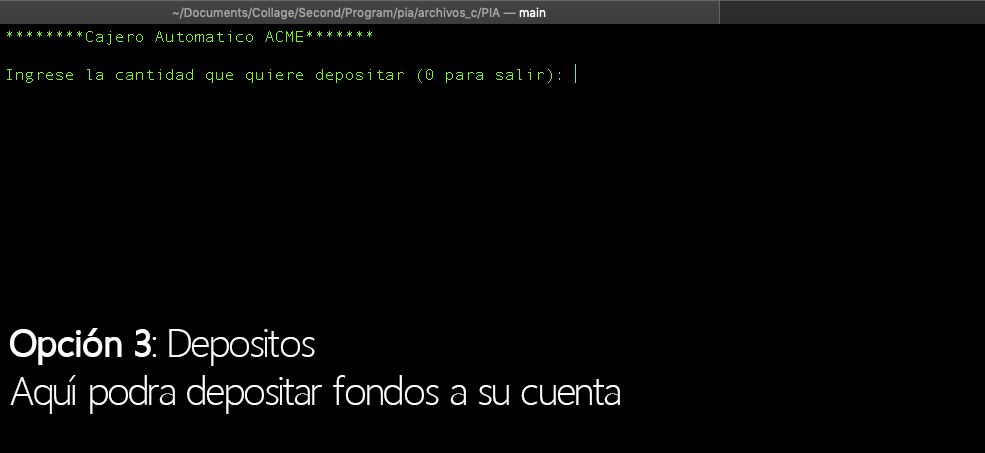 ~/Documents/Collage/Second/Program/pia/archivos_c/PIA — main
********Cajero Automatico ACME*******
Ingrese la cantidad que quiere depositar (0 para salir):
Opción 3: Depositos
Aquí podra depositar fondos a su cuenta